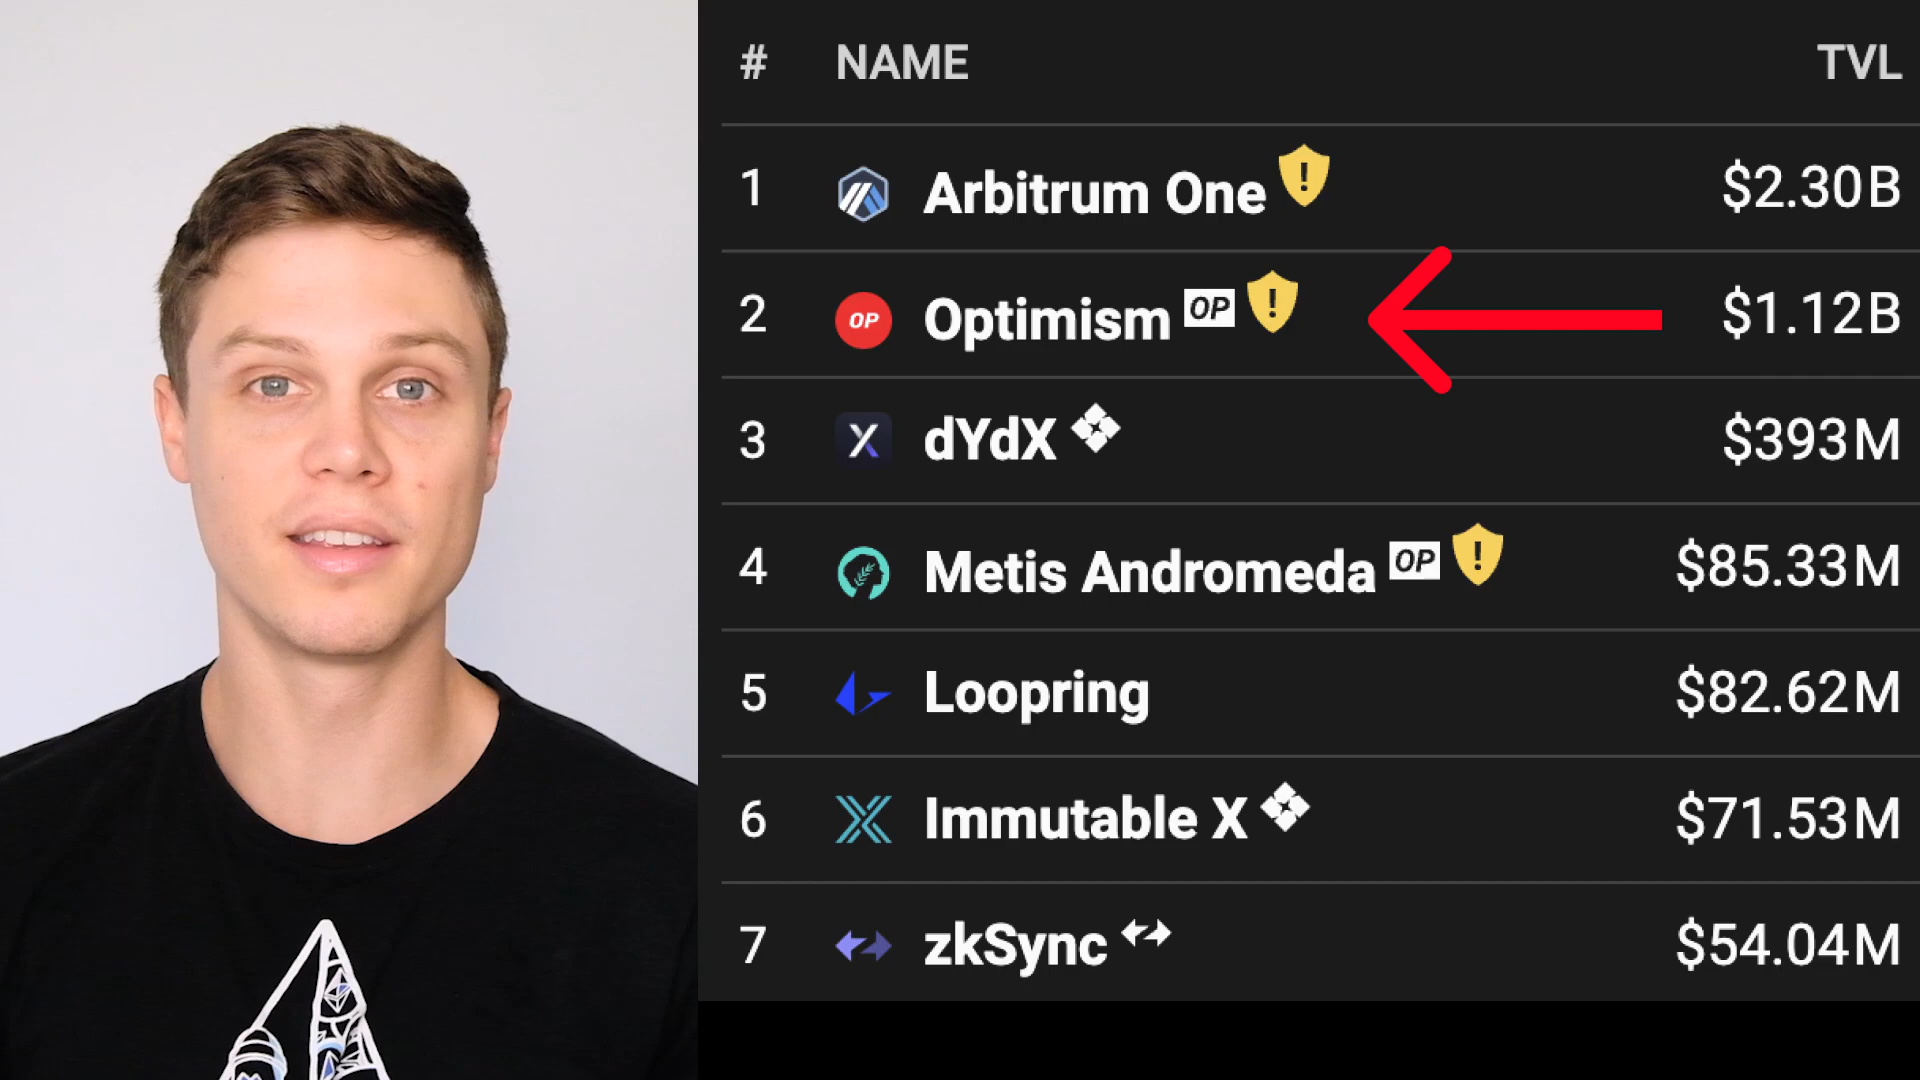 # NAME TVL
1 Arbitrum One ! $2.30B
2 OP Optimism OP ! $1.12B
3 X dYdX $393M
4 Metis Andromeda OP ! $85.33M
5 Loopring $82.62M
6 Immutable X $71.53M
7 zkSync $54.04M